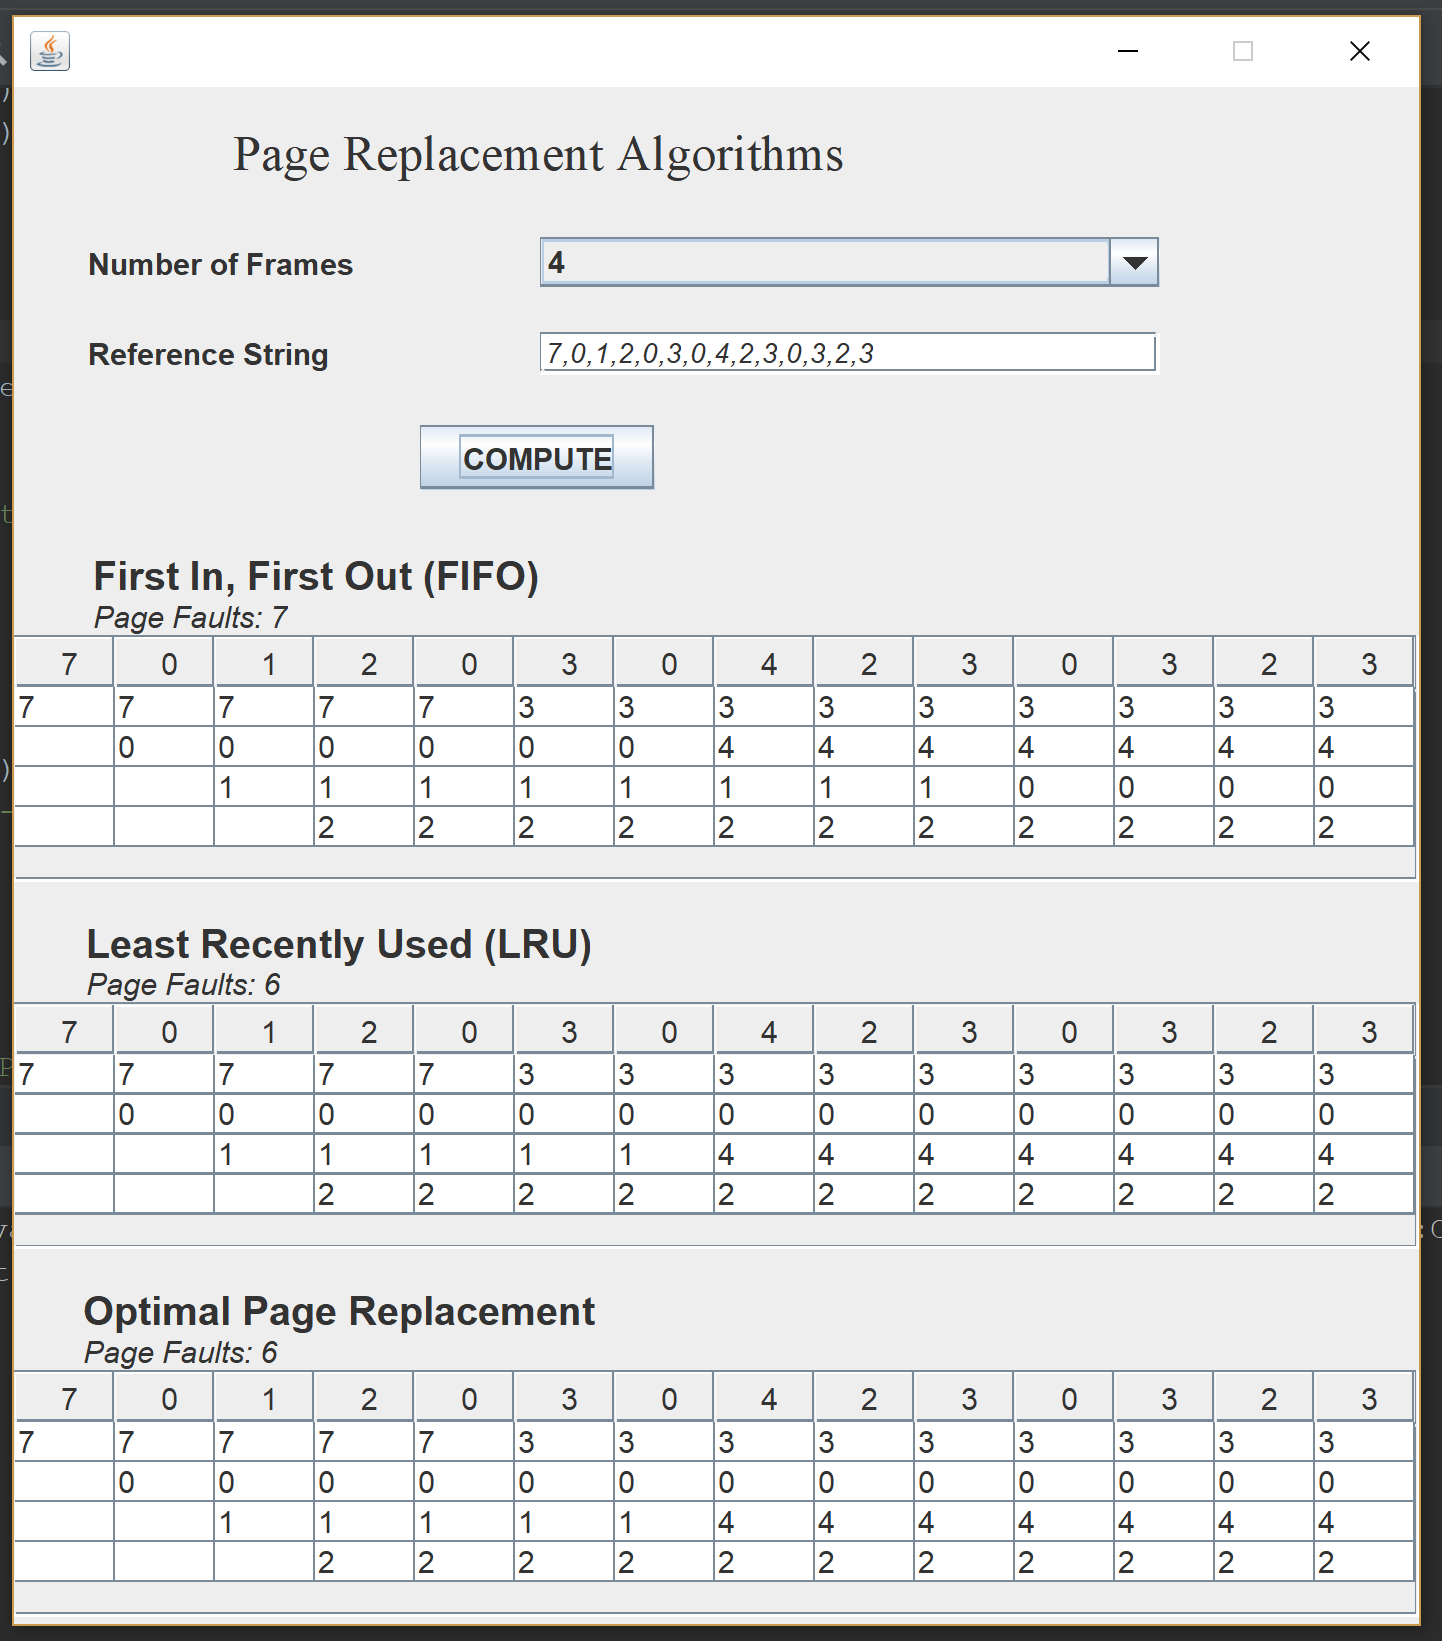 Page Replacement Algorithms
Number of Frames 4
Reference String 7,0,1,2,0,3,0,4,2,3,0,3,2,3
COMPUTE
First In, First Out (FIFO)
Page Faults: 7
7 0 1 2 0 3 0 4 2 3 0 3 2 3
7 7 7 7 7 3 3 3 3 3 3 3 3 3
0 0 0 0 0 0 4 4 4 4 4 4 4
1 1 1 1 1 1 1 1 0 0 0 0
2 2 2 2 2 2 2 2 2 2 2
Least Recently Used (LRU)
Page Faults: 6
7 0 1 2 0 3 0 4 2 3 0 3 2 3
7 7 7 7 7 3 3 3 3 3 3 3 3 3
0 0 0 0 0 0 0 0 0 0 0 0 0
1 1 1 1 1 4 4 4 4 4 4 4
2 2 2 2 2 2 2 2 2 2 2
Optimal Page Replacement
Page Faults: 6
7 0 1 2 0 3 0 4 2 3 0 3 2 3
7 7 7 7 7 3 3 3 3 3 3 3 3 3
0 0 0 0 0 0 0 0 0 0 0 0 0
1 1 1 1 1 4 4 4 4 4 4 4
2 2 2 2 2 2 2 2 2 2 2